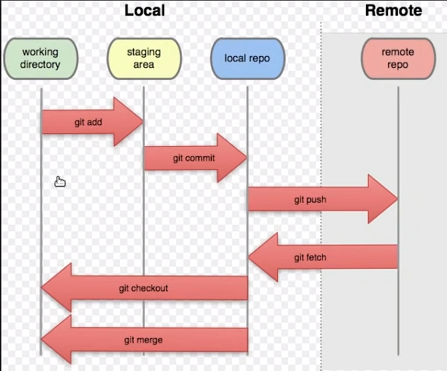 Local
Remote
working
directory
staging
area
local repo
remote
repo
git add
git commit
git push
git fetch
git checkout
git merge